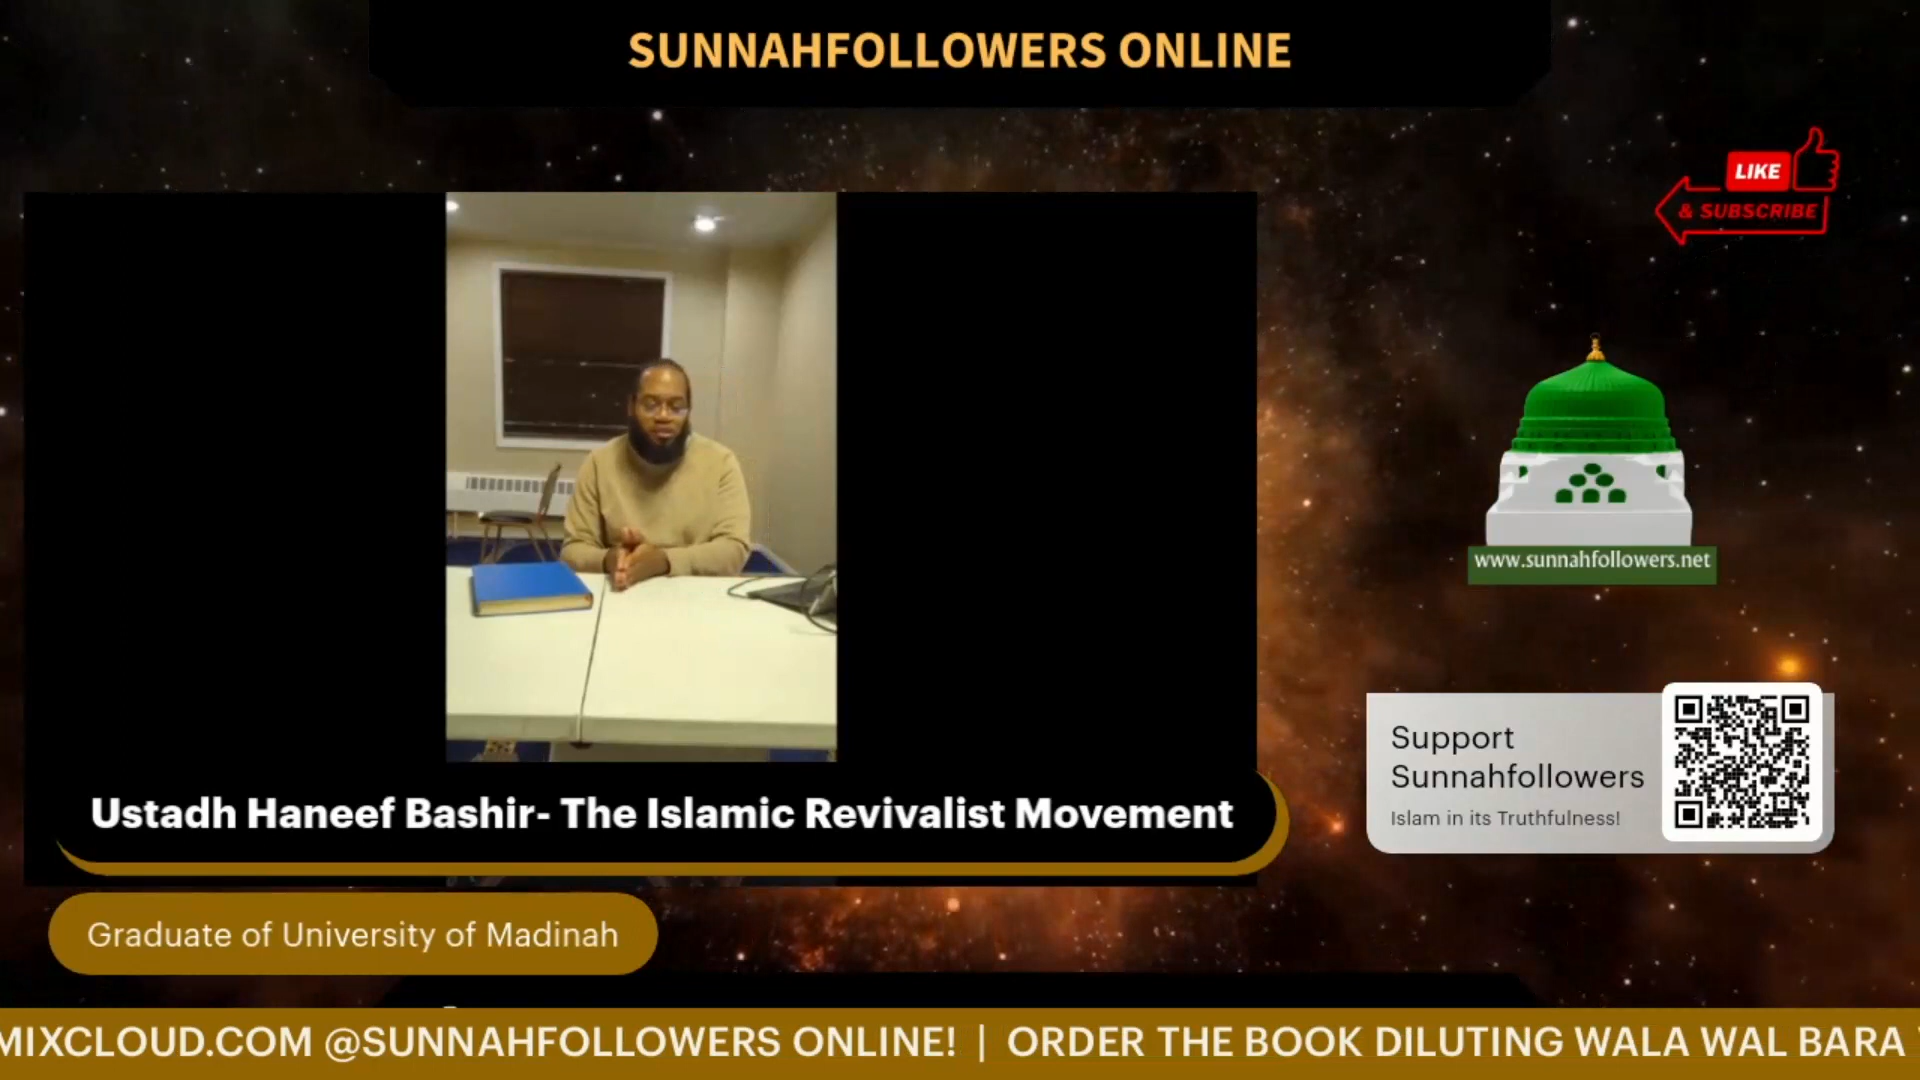 SUNNAHFOLLOWERS ONLINE
LIKE
& SUBSCRIBE
www.sunnahfollowers.net
Support
Sunnahfollowers
Islam in its Truthfulness!
Ustadh Haneef Bashir- The Islamic Revivalist Movement
Graduate of University of Madinah
MIXCLOUD.COM @SUNNAHFOLLOWERS ONLINE! | ORDER THE BOOK DILUTING WALA WAL BARA